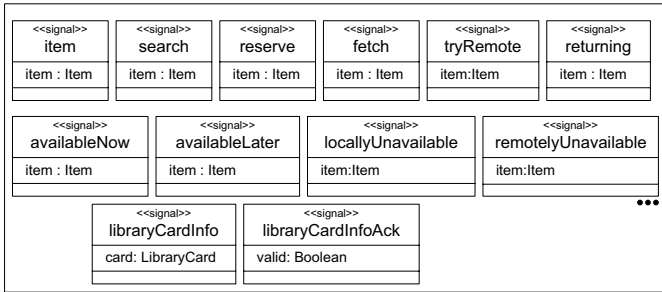 <<signal>> <<signal>> <<signal>> <<signal>> <<signal>> <<signal>>
item search reserve fetch tryRemote returning
item : Item item : Item item : Item item : Item item:Item item : Item
<<signal>> <<signal>> <<signal>> <<signal>>
availableNow availableLater locallyUnavailable remotelyUnavailable
item : Item item : Item item:Item item:Item
•••
<<signal>> <<signal>>
libraryCardInfo libraryCardInfoAck
card: LibraryCard valid: Boolean